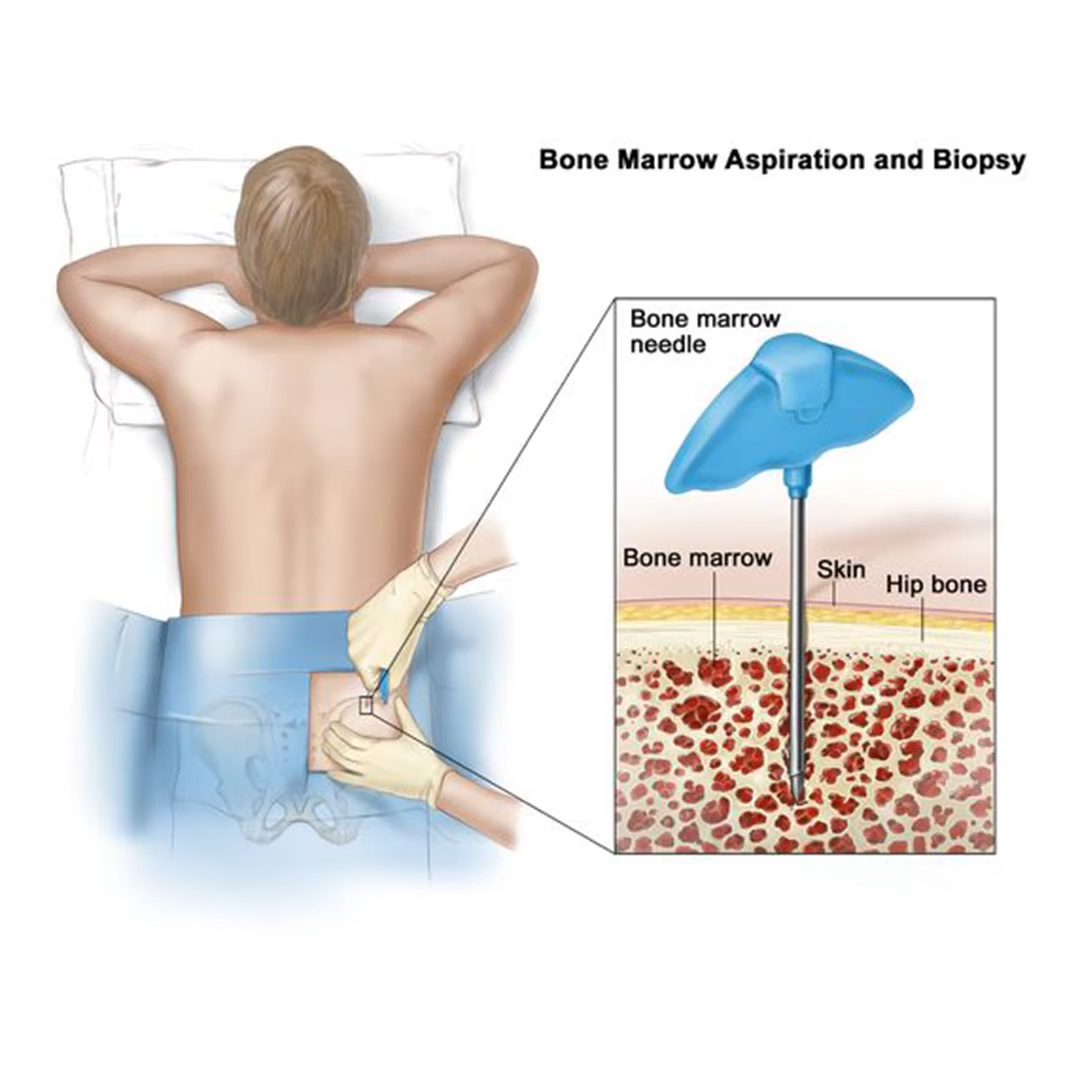 Bone Marrow Aspiration and Biopsy
Bone marrow
needle
Bone marrow
Skin
Hip bone